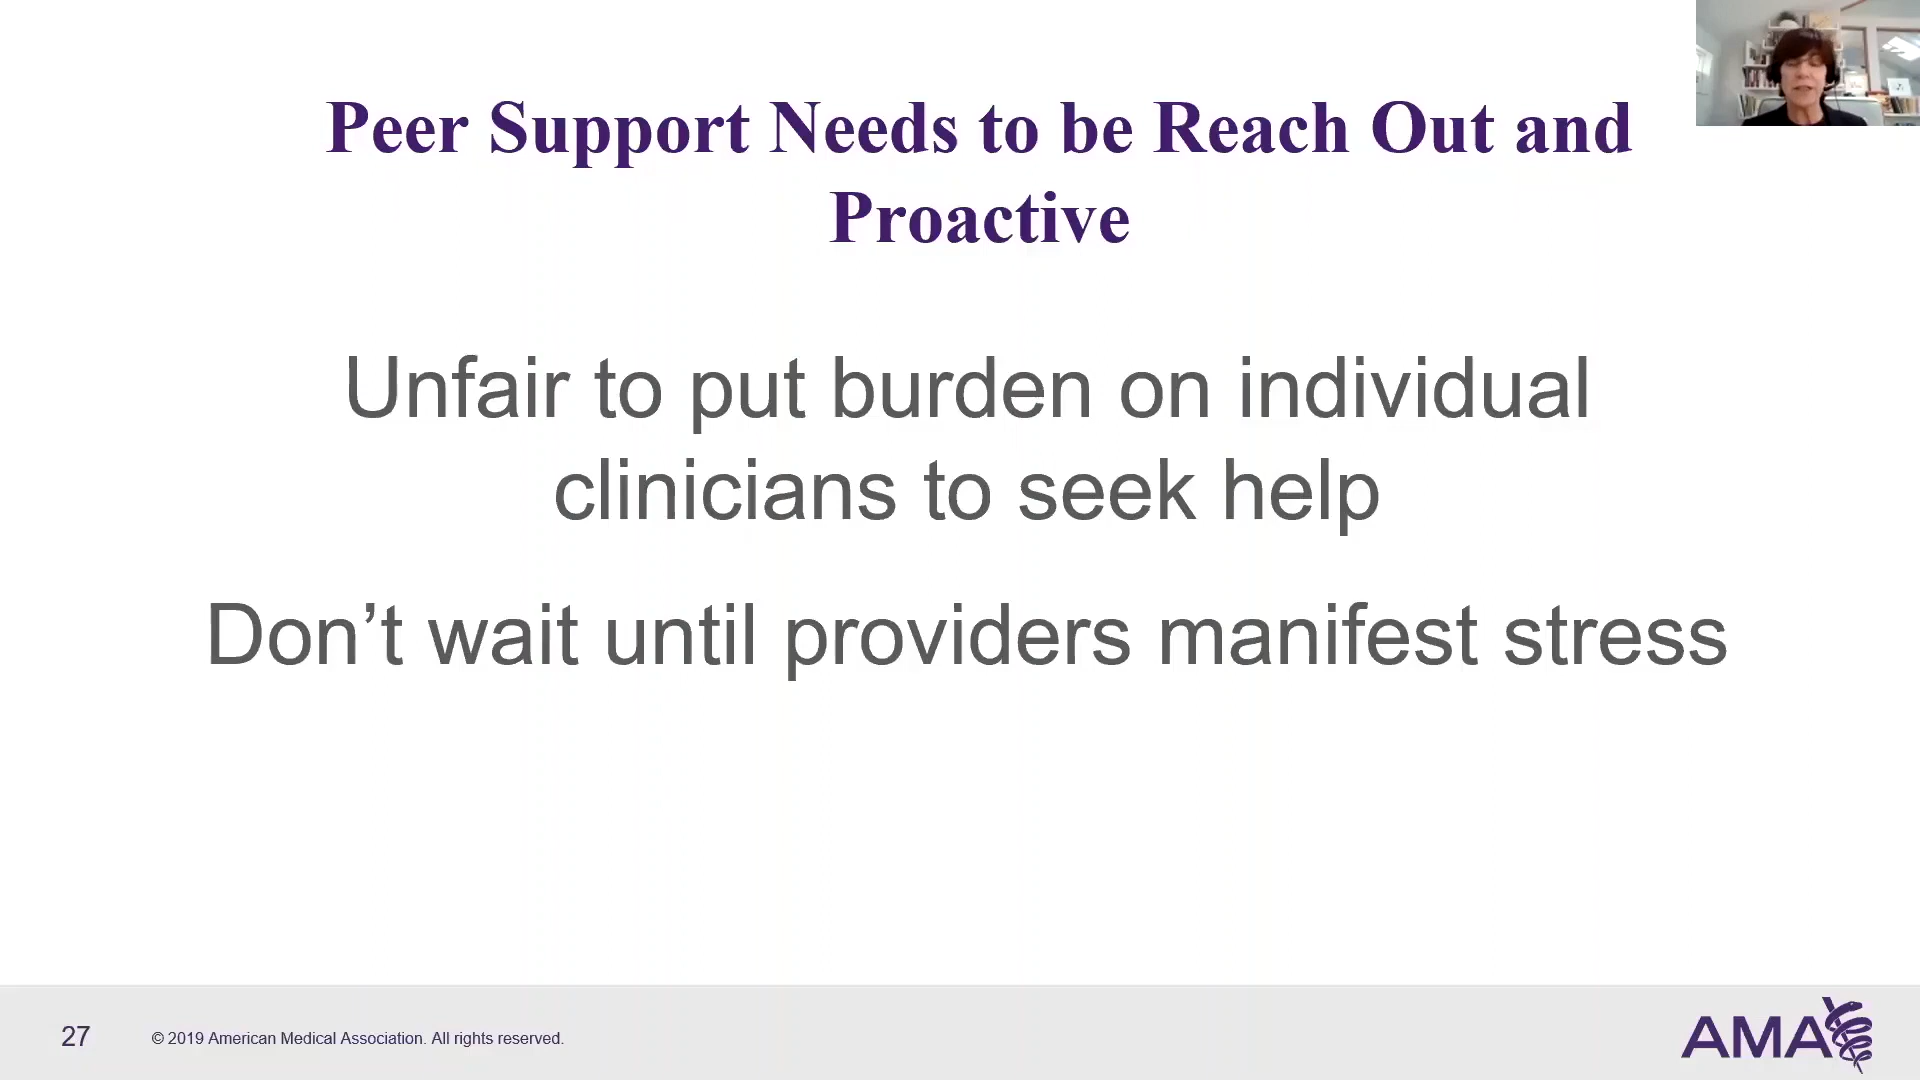 Peer Support Needs to be Reach Out and
Proactive
Unfair to put burden on individual
clinicians to seek help
Don’t wait until providers manifest stress
27
© 2019 American Medical Association. All rights reserved.
AMA